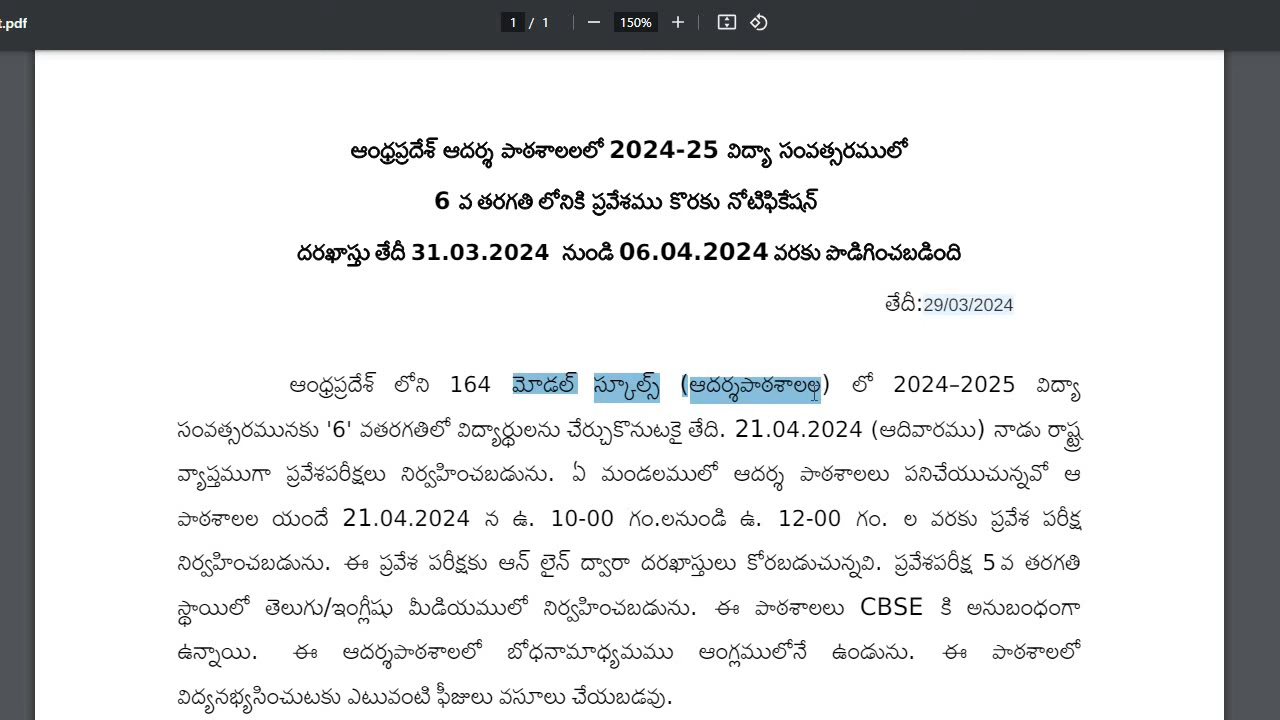 t.pdf
1 / 1
150%
ఆంధ్రప్రదేశ్ ఆదర్శ పాఠశాలలలో 2024-25 విద్యా సంవత్సరములో
6 వ తరగతి లోనికి ప్రవేశము కొరకు నోటిఫికేషన్
దరఖాస్తు తేదీ 31.03.2024 నుండి 06.04.2024 వరకు పొడిగించబడింది
తేదీ:29/03/2024
ఆంధ్రప్రదేశ్ లోని 164 మోడల్ స్కూల్స్ (ఆదర్శపాఠశాలల) లో 2024–2025 విద్యా
సంవత్సరమునకు '6' వతరగతిలో విద్యార్థులను చేర్చుకొనుటకై తేది. 21.04.2024 (ఆదివారము) నాడు రాష్ట్ర
వ్యాప్తముగా ప్రవేశపరీక్షలు నిర్వహించబడును. ఏ మండలములో ఆదర్శ పాఠశాలలు పనిచేయుచున్నవో ఆ
పాఠశాలల యందే 21.04.2024 న ఉ. 10-00 గం.లనుండి ఉ. 12-00 గం. ల వరకు ప్రవేశ పరీక్ష
నిర్వహించబడును. ఈ ప్రవేశ పరీక్షకు ఆన్ లైన్ ద్వారా దరఖాస్తులు కోరబడుచున్నవి. ప్రవేశపరీక్ష 5 వ తరగతి
స్థాయిలో తెలుగు/ఇంగ్లీషు మీడియములో నిర్వహించబడును. ఈ పాఠశాలలు CBSE కి అనుబంధంగా
ఉన్నాయి. ఈ ఆదర్శపాఠశాలలో బోధనామాధ్యమము ఆంగ్లములోనే ఉండును. ఈ పాఠశాలలో
విద్యనభ్యసించుటకు ఎటువంటి ఫీజులు వసూలు చేయబడవు.